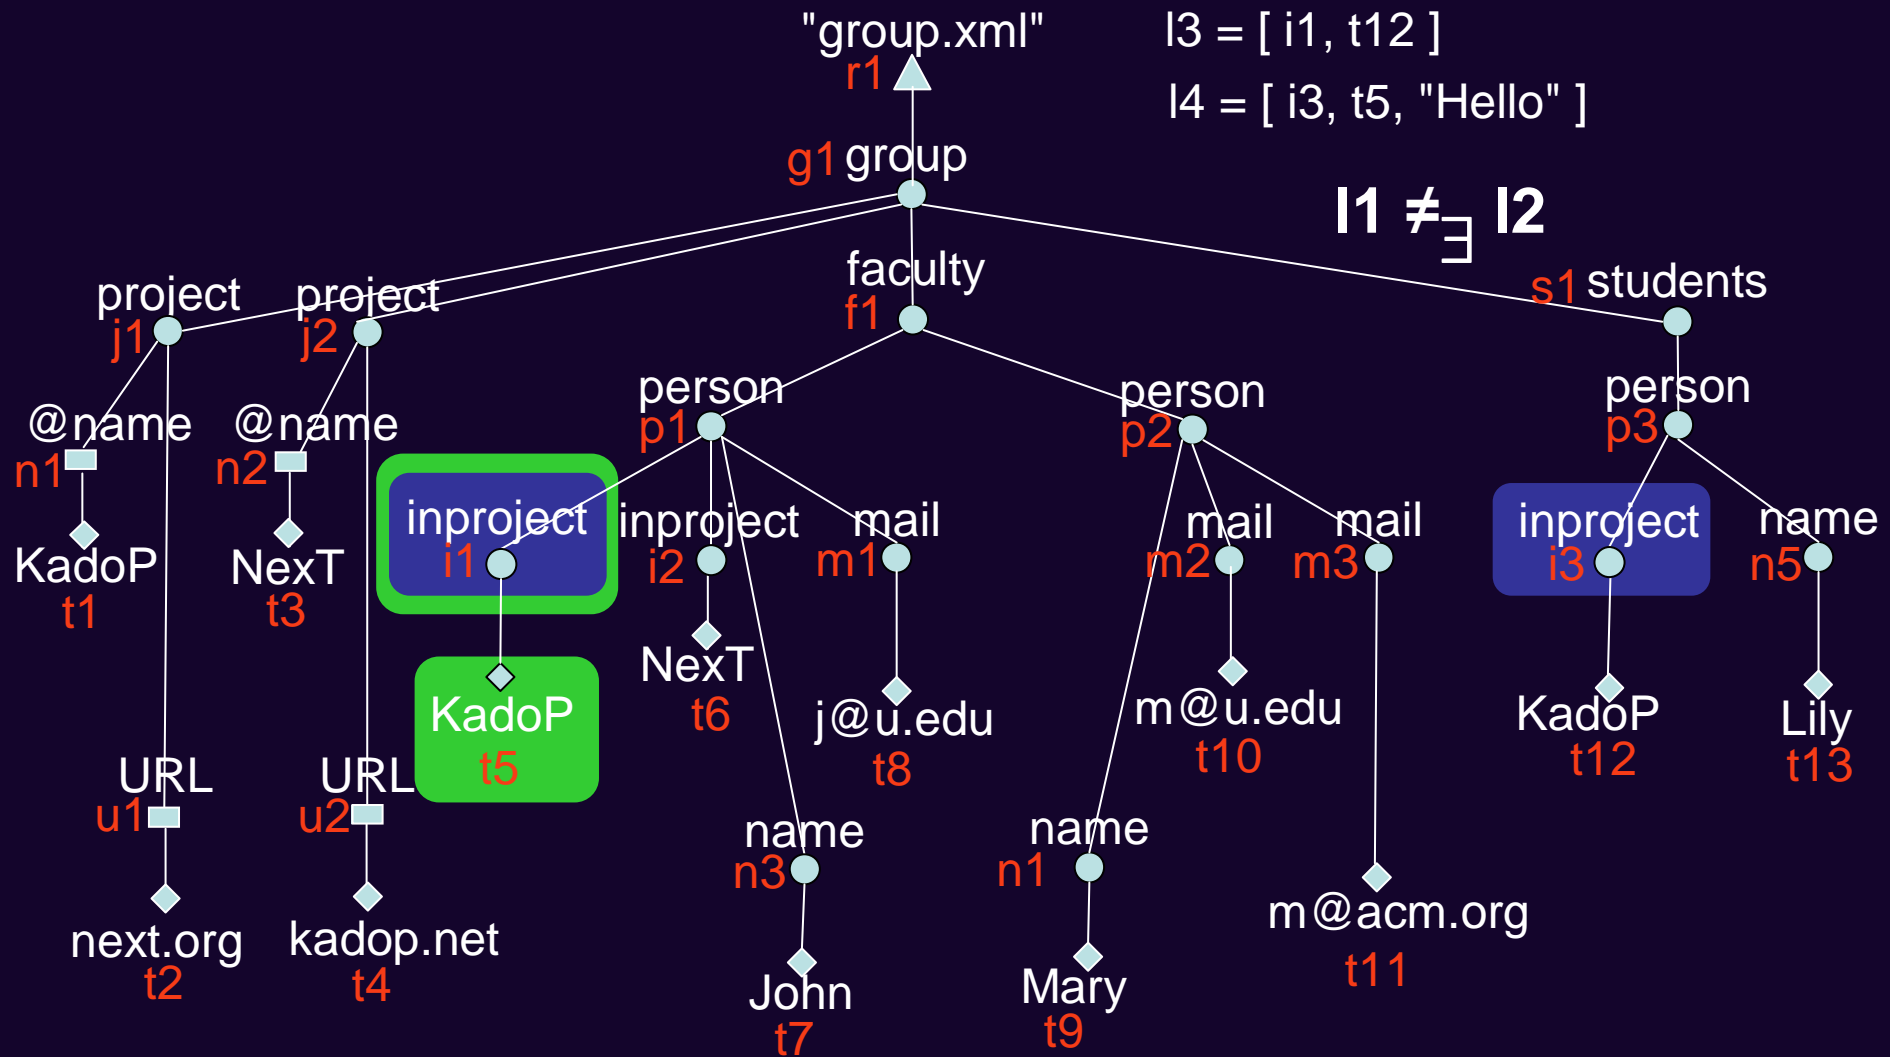 "group.xml"
r1
l3 = [ i1, t12 ]
l4 = [ i3, t5, "Hello" ]
g1 group
l1 ≠∃ l2
project
j1
project
j2
faculty
f1
s1 students
@name
n1
@name
n2
person
p1
person
p2
person
p3
KadoP
t1
NexT
t3
inproject
i1
inproject
i2
mail
m1
mail
m2
mail
m3
inproject
i3
name
n5
KadoP
t5
NexT
t6
j@u.edu
t8
m@u.edu
t10
KadoP
t12
Lily
t13
URL
u1
URL
u2
name
n3
name
n1
next.org
t2
kadop.net
t4
m@acm.org
t11
John
t7
Mary
t9